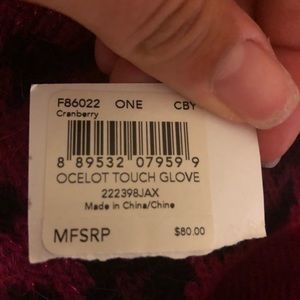 F86022 ONE CBY
Cranberry
8 89532 07959 9
OCELOT TOUCH GLOVE
222398JAX
Made in China/Chine
MFSRP $80.00